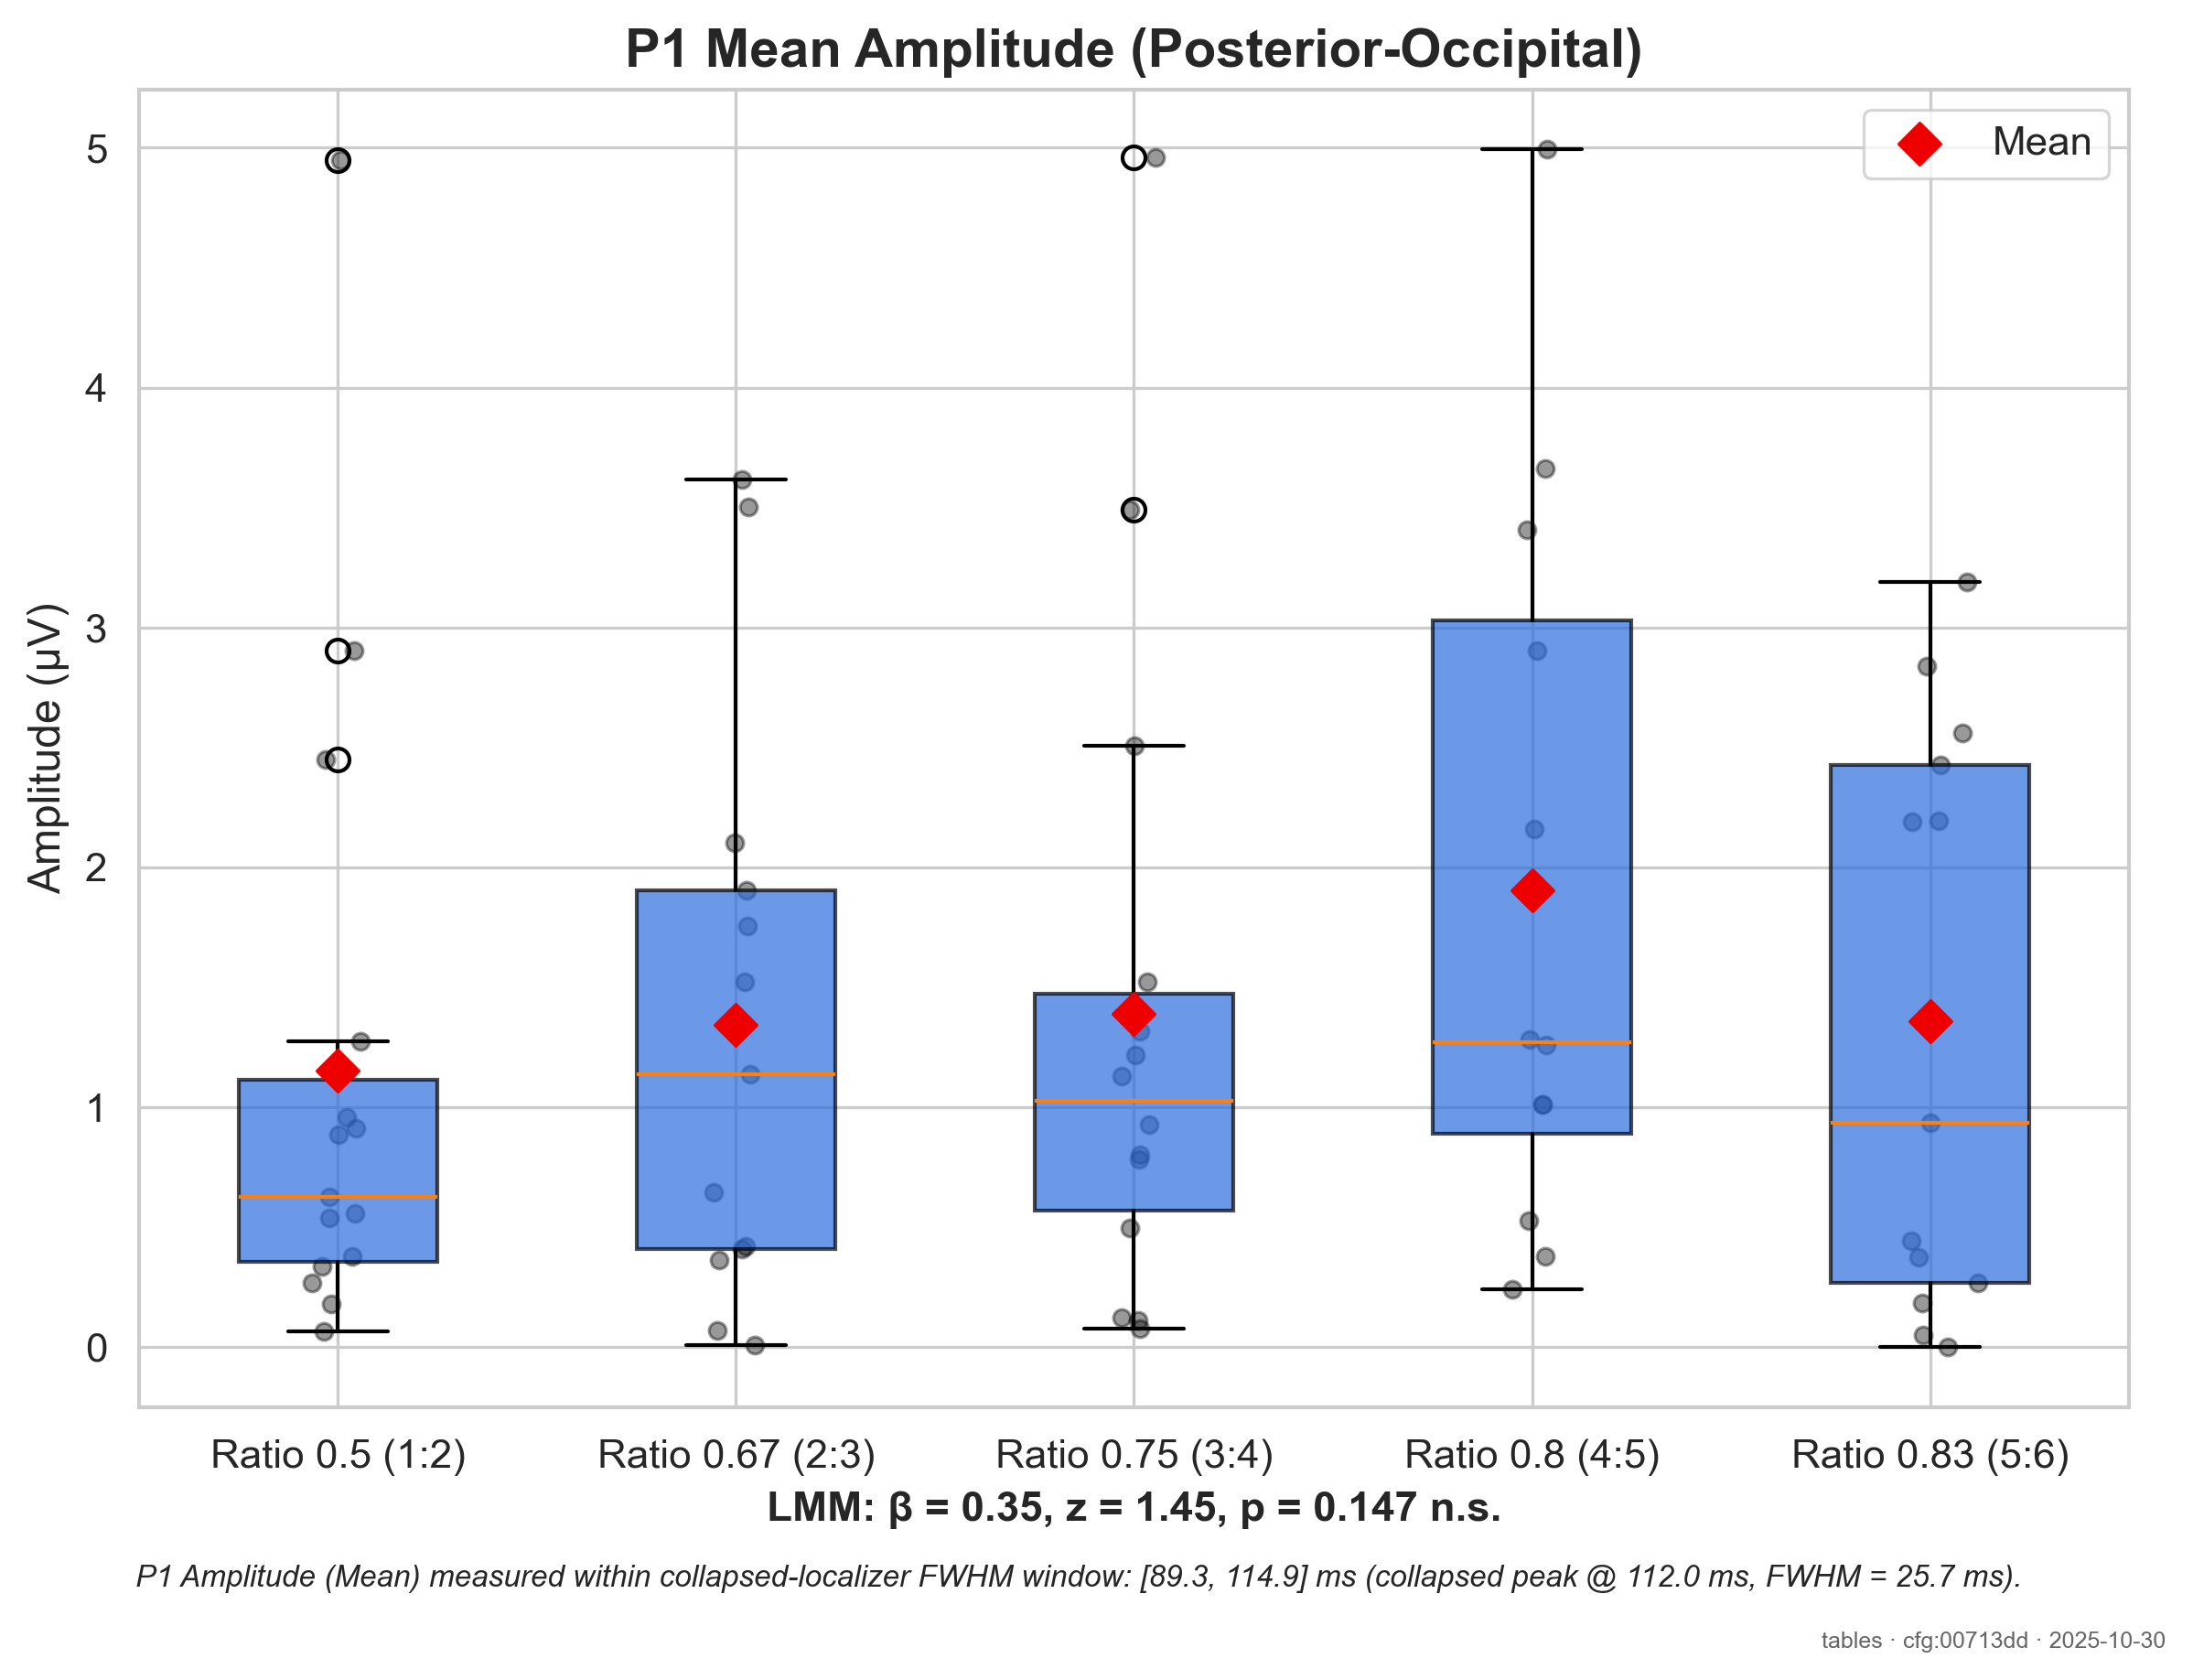 P1 Mean Amplitude (Posterior-Occipital)
Mean
Amplitude (µV)
5
4
3
2
1
0
Ratio 0.5 (1:2) Ratio 0.67 (2:3) Ratio 0.75 (3:4) Ratio 0.8 (4:5) Ratio 0.83 (5:6)
LMM: β = 0.35, z = 1.45, p = 0.147 n.s.
P1 Amplitude (Mean) measured within collapsed-localizer FWHM window: [89.3, 114.9] ms (collapsed peak @ 112.0 ms, FWHM = 25.7 ms).
tables · cfg:00713dd · 2025-10-30